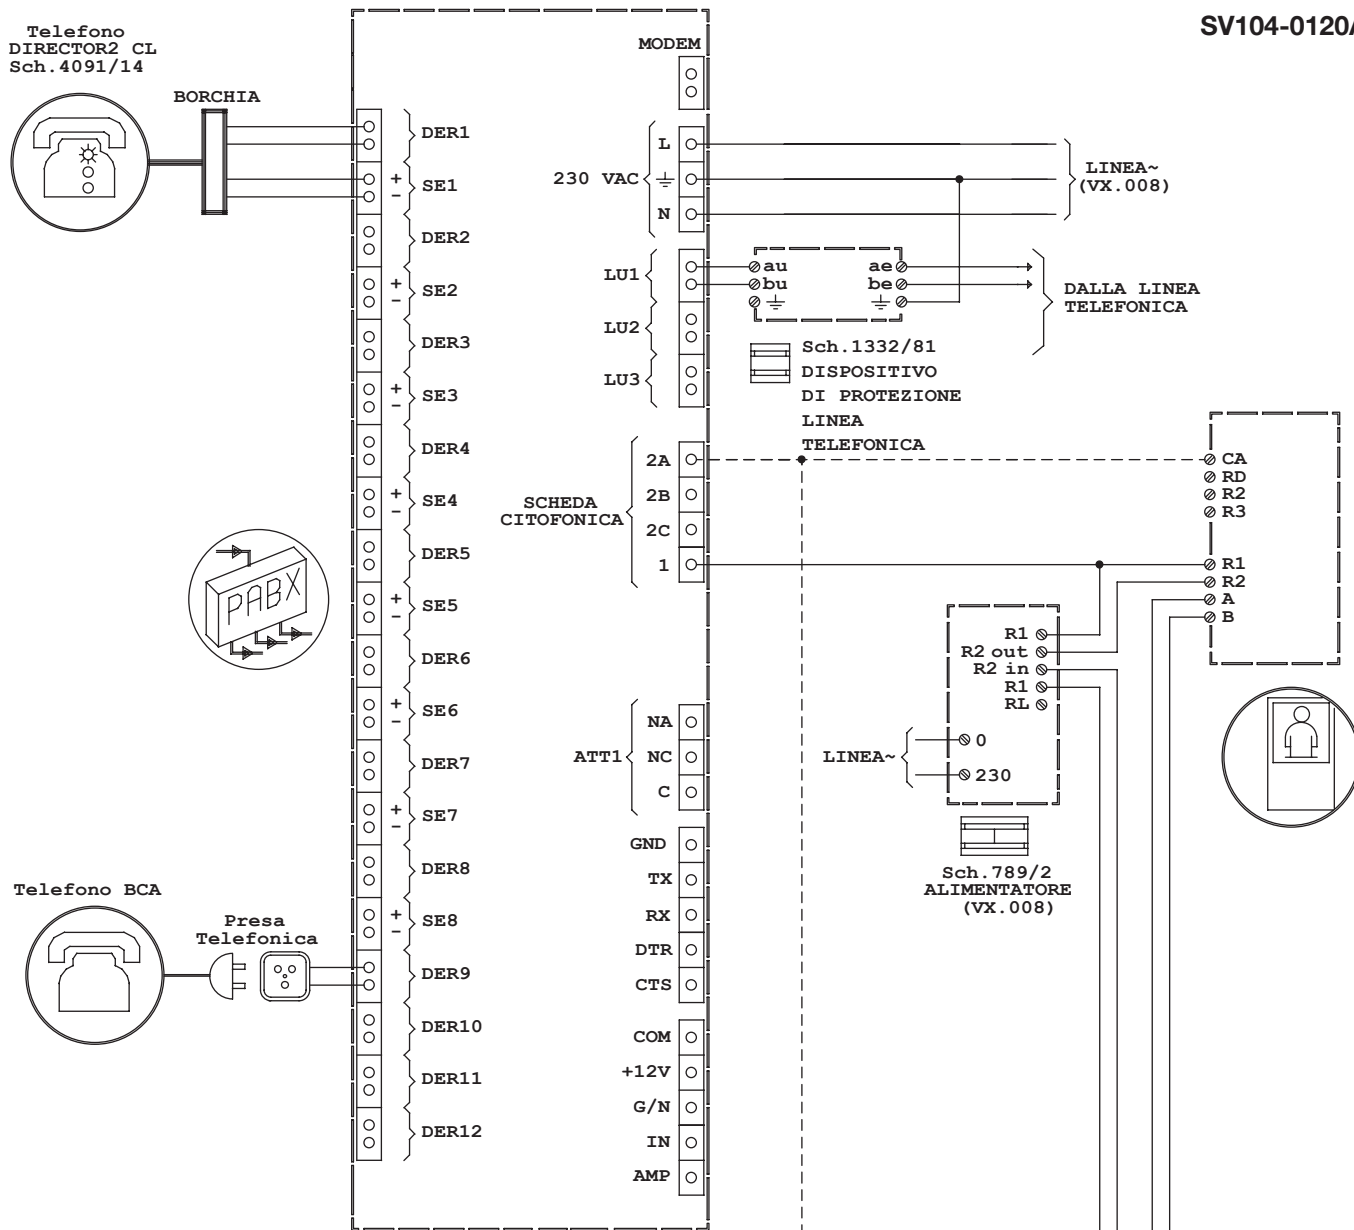 SV104-0120A
Telefono
DIRECTOR2 CL
Sch.4091/14
BORCHIA
MODEM
DER1
+ SE1
-
DER2
+ SE2
-
DER3
+ SE3
-
DER4
+ SE4
-
DER5
+ SE5
-
DER6
+ SE6
-
DER7
+ SE7
-
DER8
+ SE8
-
DER9
DER10
DER11
DER12
PABX
Telefono BCA
Presa
Telefonica
230 VAC
L
N
LINEA~
(VX.008)
LU1
LU2
LU3
au
bu
ae
be
DALLA LINEA
TELEFONICA
Sch.1332/81
DISPOSITIVO
DI PROTEZIONE
LINEA
TELEFONICA
SCHEDA
CITOFONICA
2A
2B
2C
1
CA
RD
R2
R3
R1
R2
A
B
R1
R2 out
R2 in
R1
RL
LINEA~
0
230
Sch.789/2
ALIMENTATORE
(VX.008)
ATT1
NA
NC
C
GND
TX
RX
DTR
CTS
COM
+12V
G/N
IN
AMP